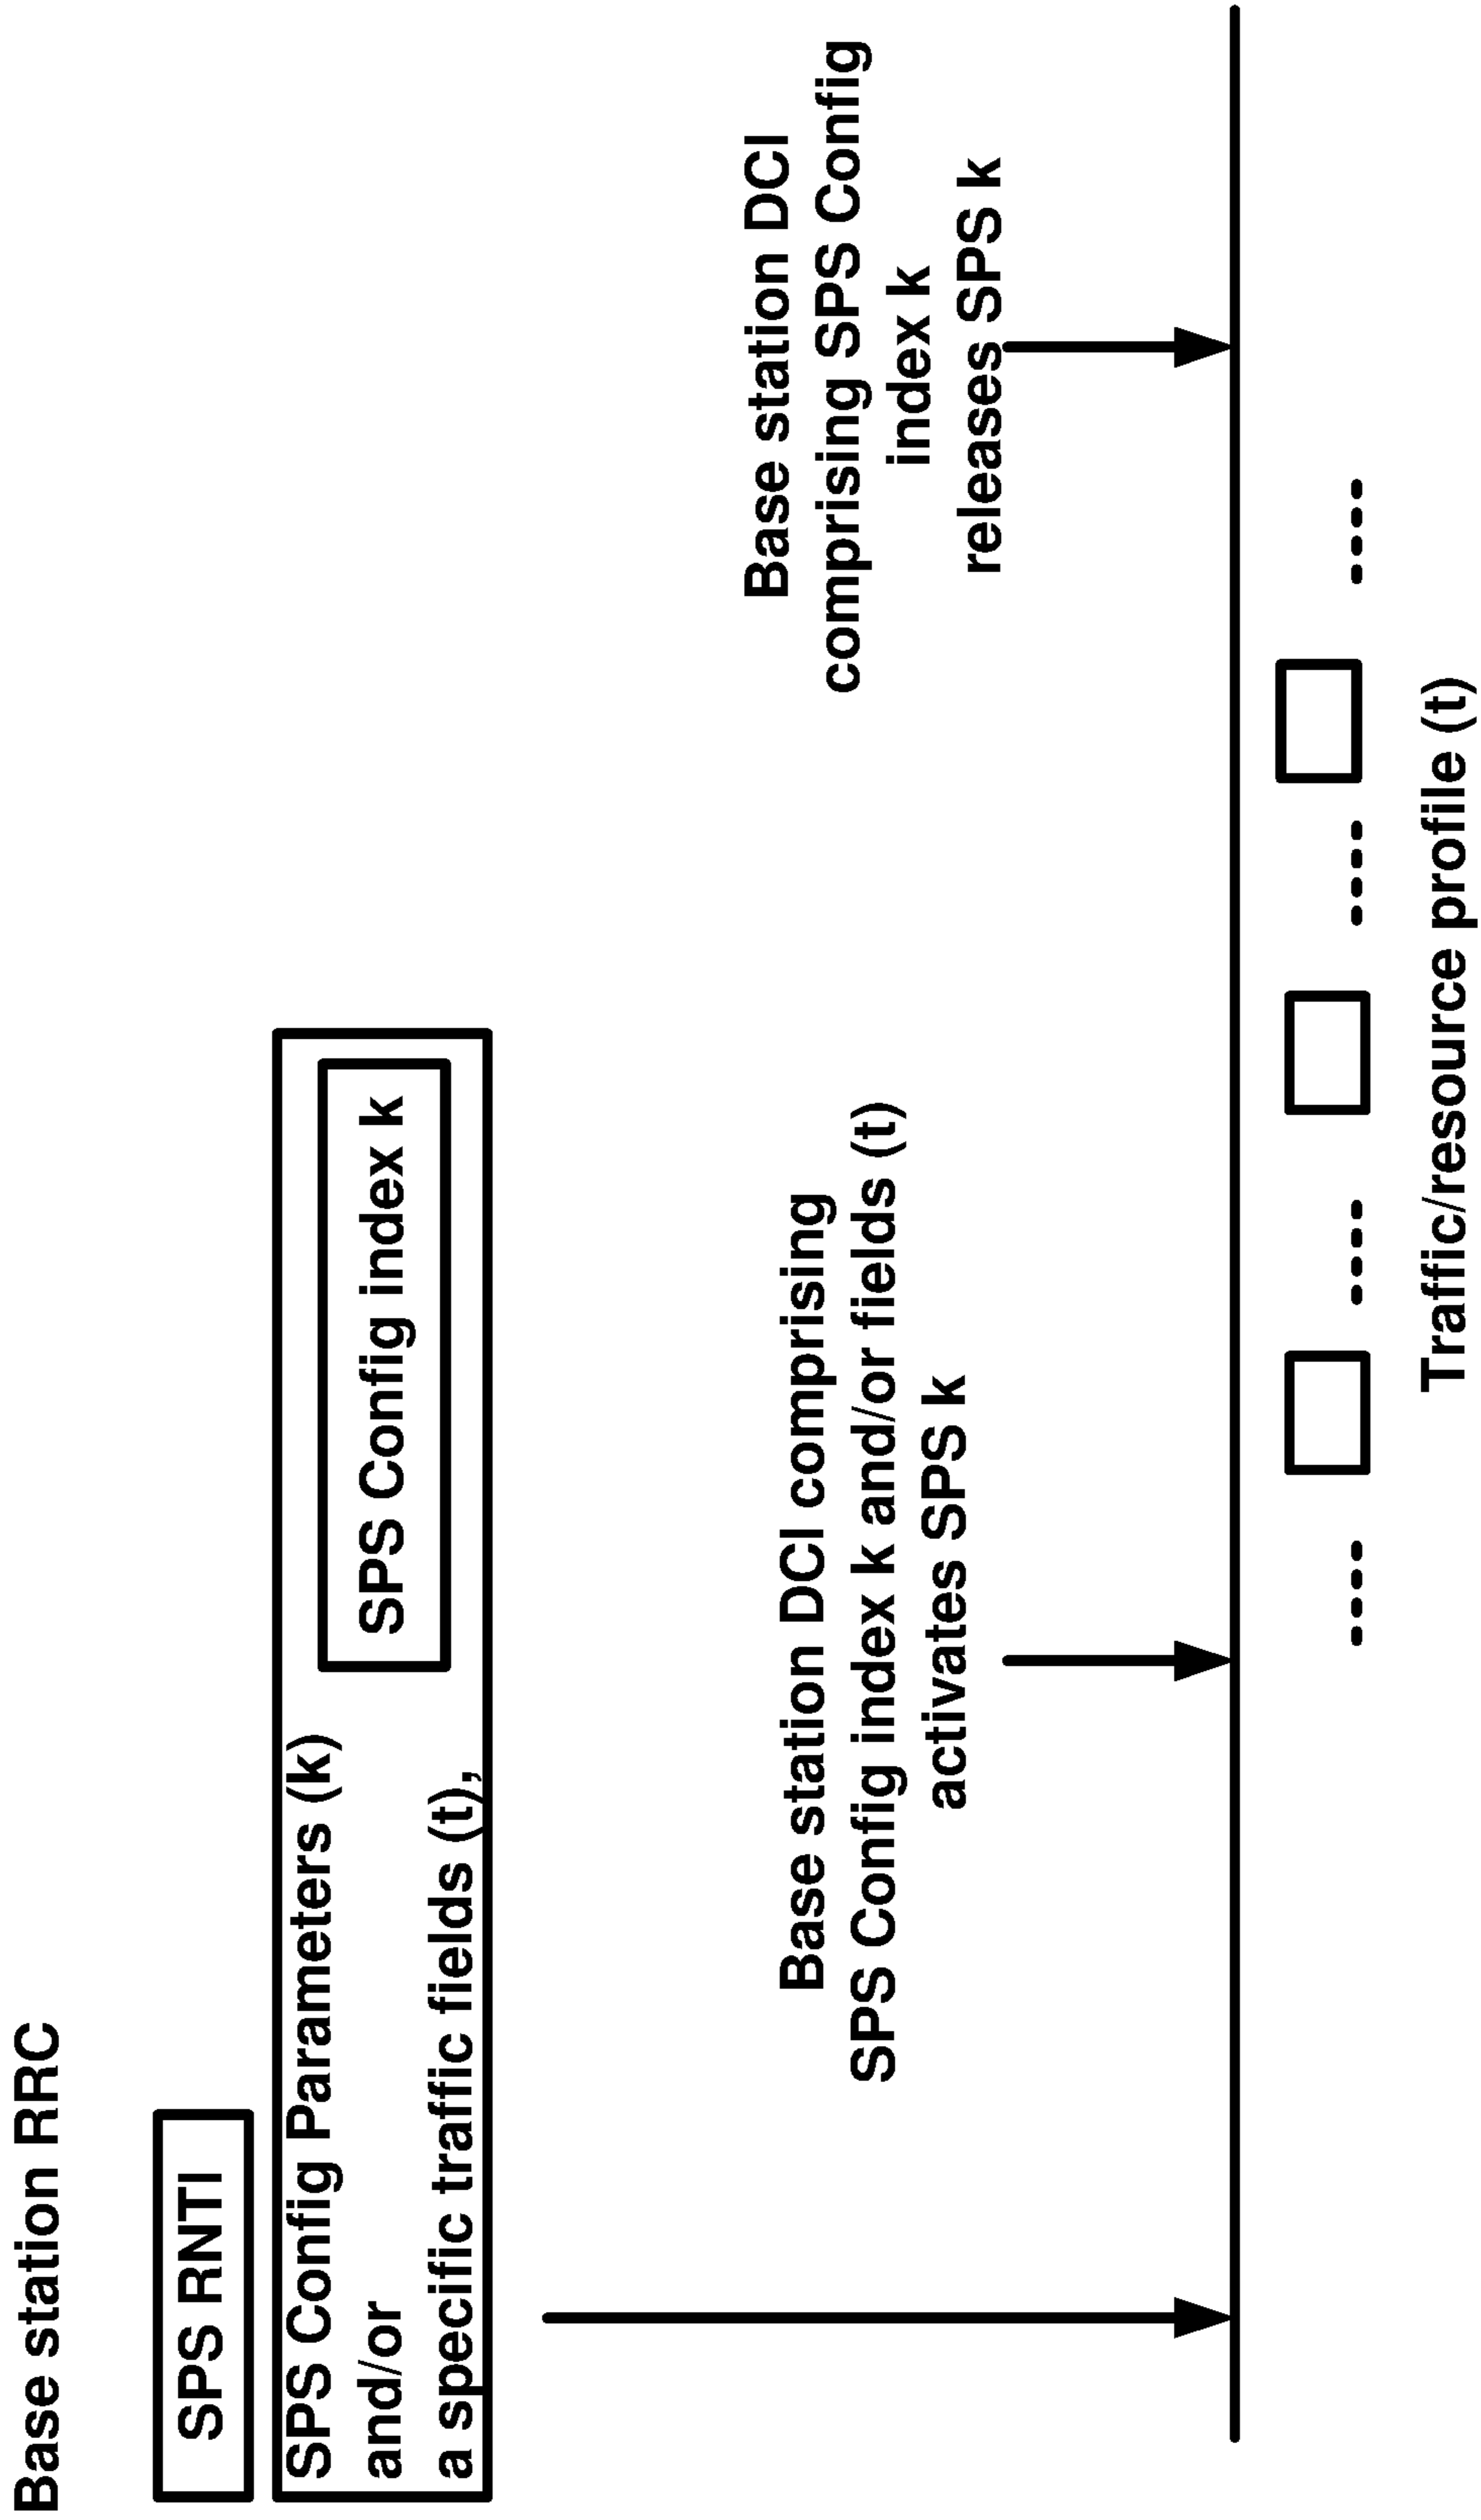 Base station RRC
SPS RNTI
SPS Config Parameters (k)
and/or
a specific traffic fields (t),
SPS Config index k
Base station DCI comprising
SPS Config index k and/or fields (t)
activates SPS k
Base station DCI
comprising SPS Config
index k
releases SPS k
Traffic/resource profile (t)